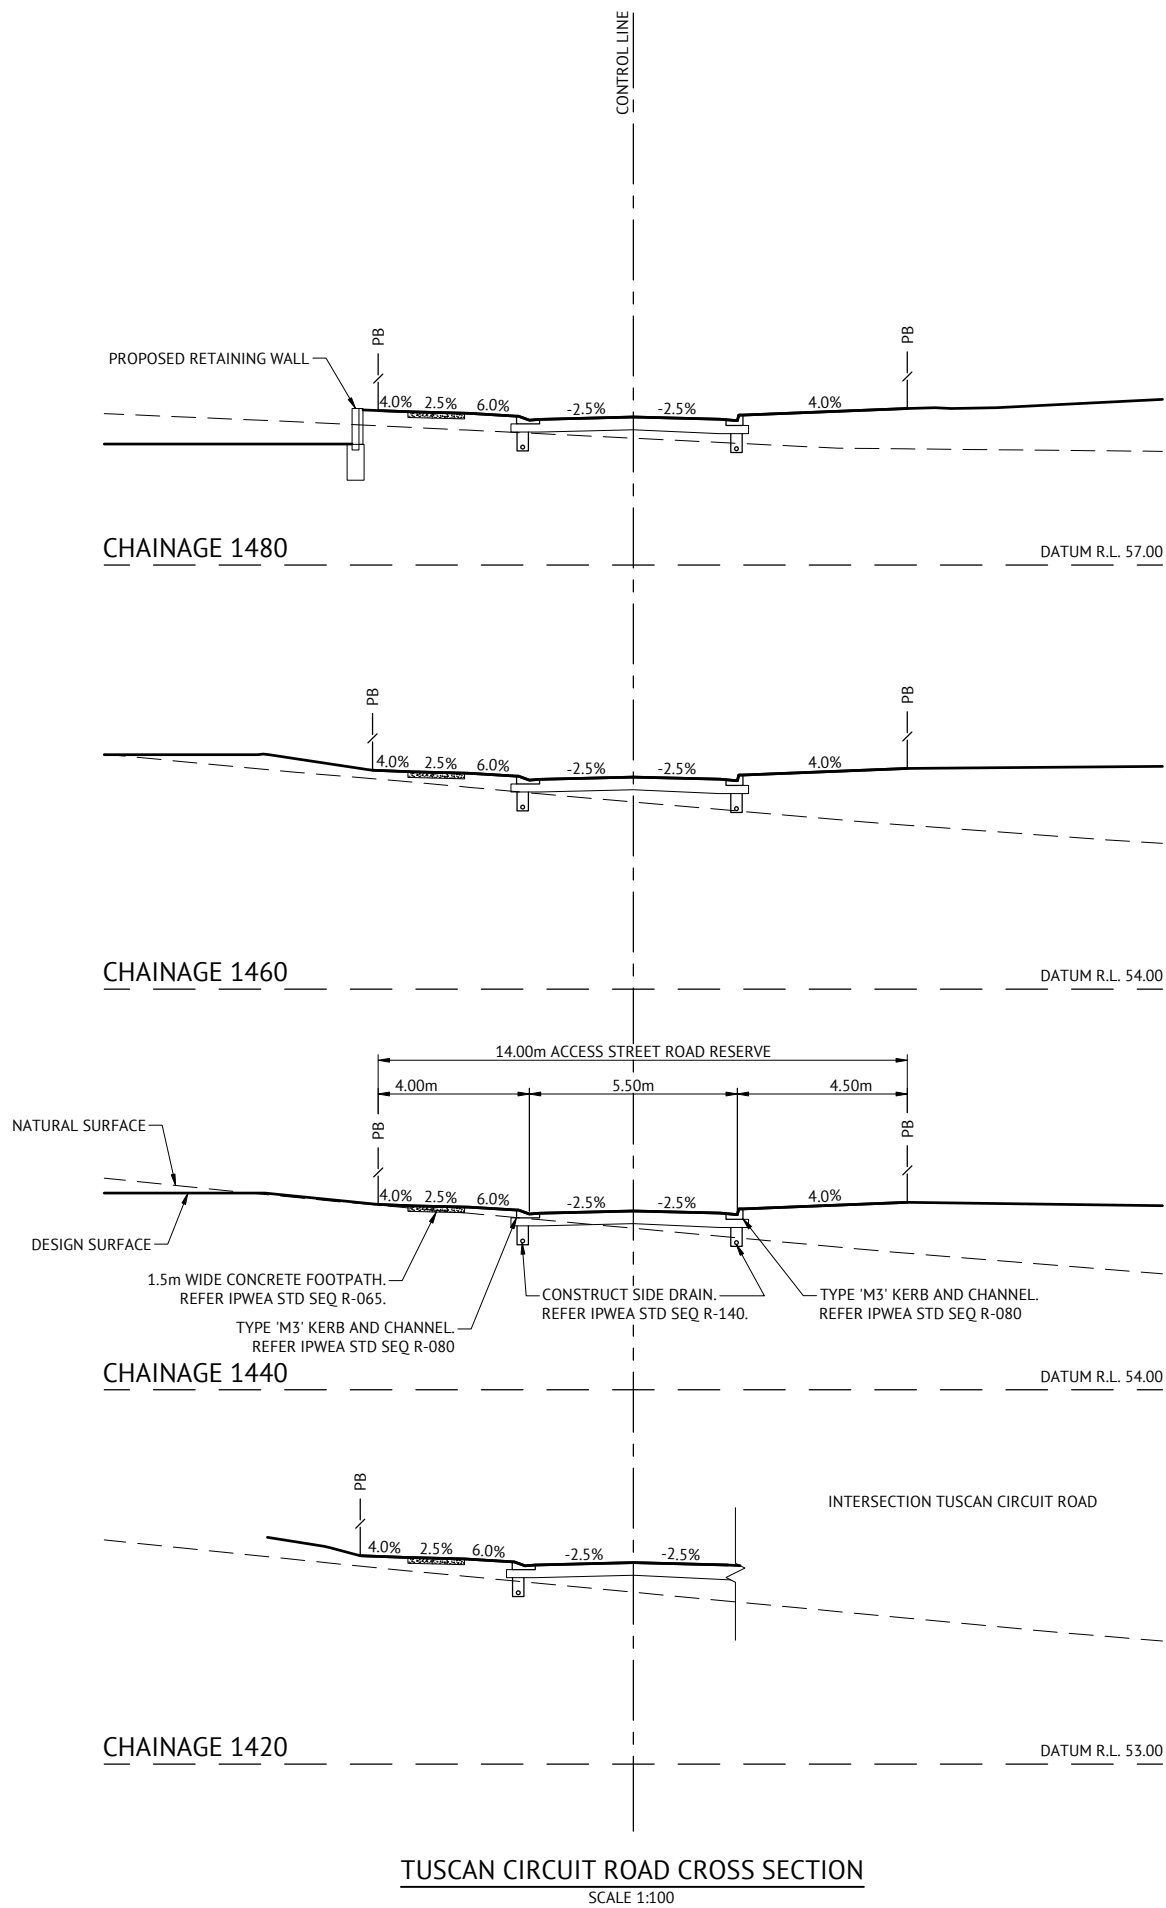 CONTROL LINE
PB
PB
PROPOSED RETAINING WALL
4.0% 2.5% 6.0% -2.5% -2.5% 4.0%
CHAINAGE 1480
DATUM R.L. 57.00
PB
PB
4.0% 2.5% 6.0% -2.5% -2.5% 4.0%
CHAINAGE 1460
DATUM R.L. 54.00
14.00m ACCESS STREET ROAD RESERVE
4.00m 5.50m 4.50m
NATURAL SURFACE
PB
PB
4.0% 2.5% 6.0% -2.5% -2.5% 4.0%
DESIGN SURFACE
1.5m WIDE CONCRETE FOOTPATH.
REFER IPWEA STD SEQ R-065.
CONSTRUCT SIDE DRAIN.
REFER IPWEA STD SEQ R-140.
TYPE 'M3' KERB AND CHANNEL.
REFER IPWEA STD SEQ R-080
TYPE 'M3' KERB AND CHANNEL.
REFER IPWEA STD SEQ R-080
CHAINAGE 1440
DATUM R.L. 54.00
PB
INTERSECTION TUSCAN CIRCUIT ROAD
4.0% 2.5% 6.0% -2.5% -2.5%
CHAINAGE 1420
DATUM R.L. 53.00
TUSCAN CIRCUIT ROAD CROSS SECTION
SCALE 1:100